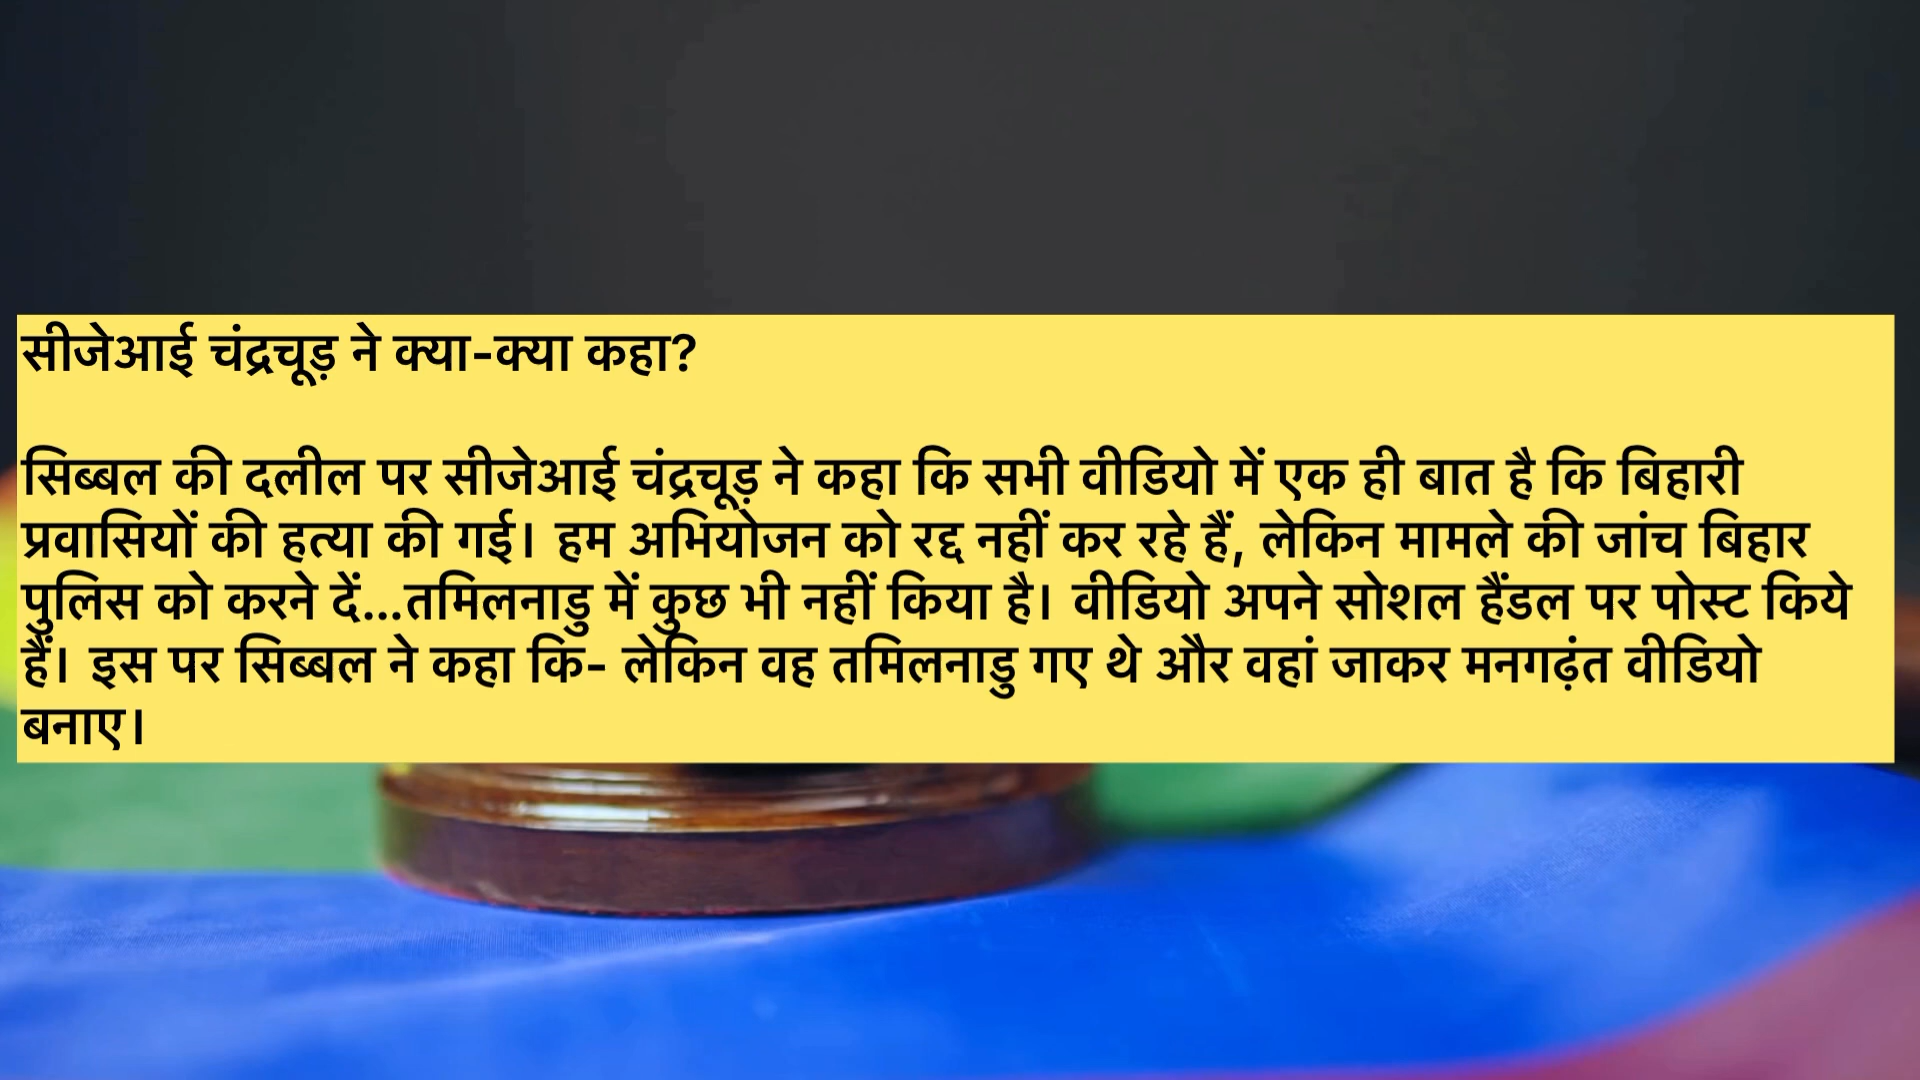 सीजेआई चंद्रचूड़ ने क्या-क्या कहा?
सिब्बल की दलील पर सीजेआई चंद्रचूड़ ने कहा कि सभी वीडियो में एक ही बात है कि बिहारी
प्रवासियों की हत्या की गई। हम अभियोजन को रद्द नहीं कर रहे हैं, लेकिन मामले की जांच बिहार
पुलिस को करने दें...तमिलनाडु में कुछ भी नहीं किया है। वीडियो अपने सोशल हैंडल पर पोस्ट किये
हैं। इस पर सिब्बल ने कहा कि- लेकिन वह तमिलनाडु गए थे और वहां जाकर मनगढ़ंत वीडियो
बनाए।